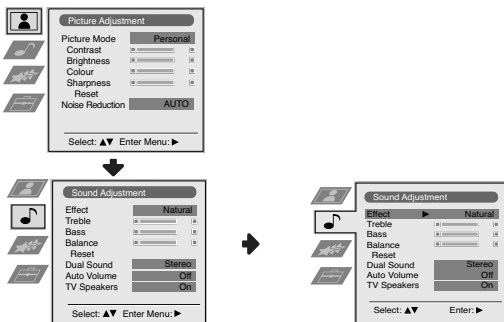 Picture Adjustment
Picture Mode Personal
Contrast
Brightness
Colour
Sharpness
Reset
Noise Reduction AUTO
Select: ▲▼ Enter Menu: ►
Sound Adjustment
Effect Natural
Treble
Bass
Balance
Reset
Dual Sound Stereo
Auto Volume Off
TV Speakers On
Select: ▲▼ Enter Menu: ►
Sound Adjustment
Effect ► Natural
Treble
Bass
Balance
Reset
Dual Sound Stereo
Auto Volume Off
TV Speakers On
Select: ▲▼ Enter: ►